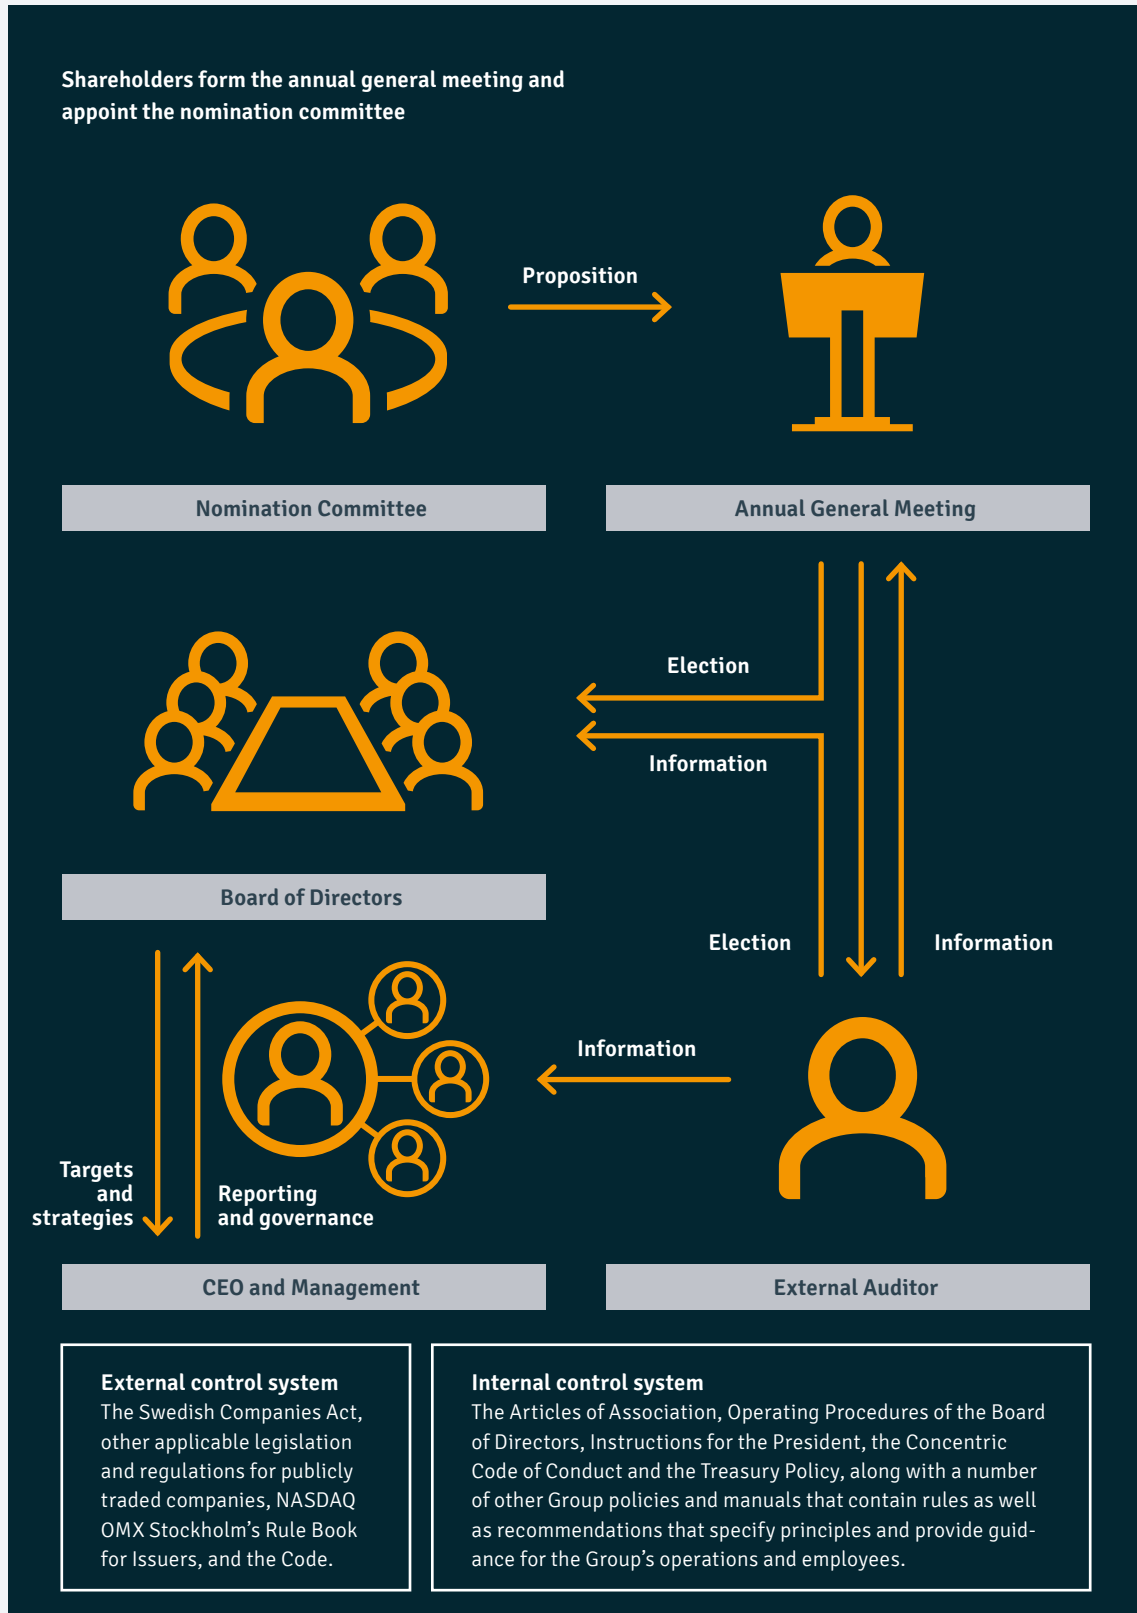 Shareholders form the annual general meeting and
appoint the nomination committee
Proposition
Nomination Committee
Annual General Meeting
Election
Information
Board of Directors
Election
Information
Information
Targets
and
strategies
Reporting
and governance
CEO and Management
External Auditor
External control system
The Swedish Companies Act,
other applicable legislation
and regulations for publicly
traded companies, NASDAQ
OMX Stockholm’s Rule Book
for Issuers, and the Code.
Internal control system
The Articles of Association, Operating Procedures of the Board
of Directors, Instructions for the President, the Concentric
Code of Conduct and the Treasury Policy, along with a number
of other Group policies and manuals that contain rules as well
as recommendations that specify principles and provide guid-
ance for the Group’s operations and employees.